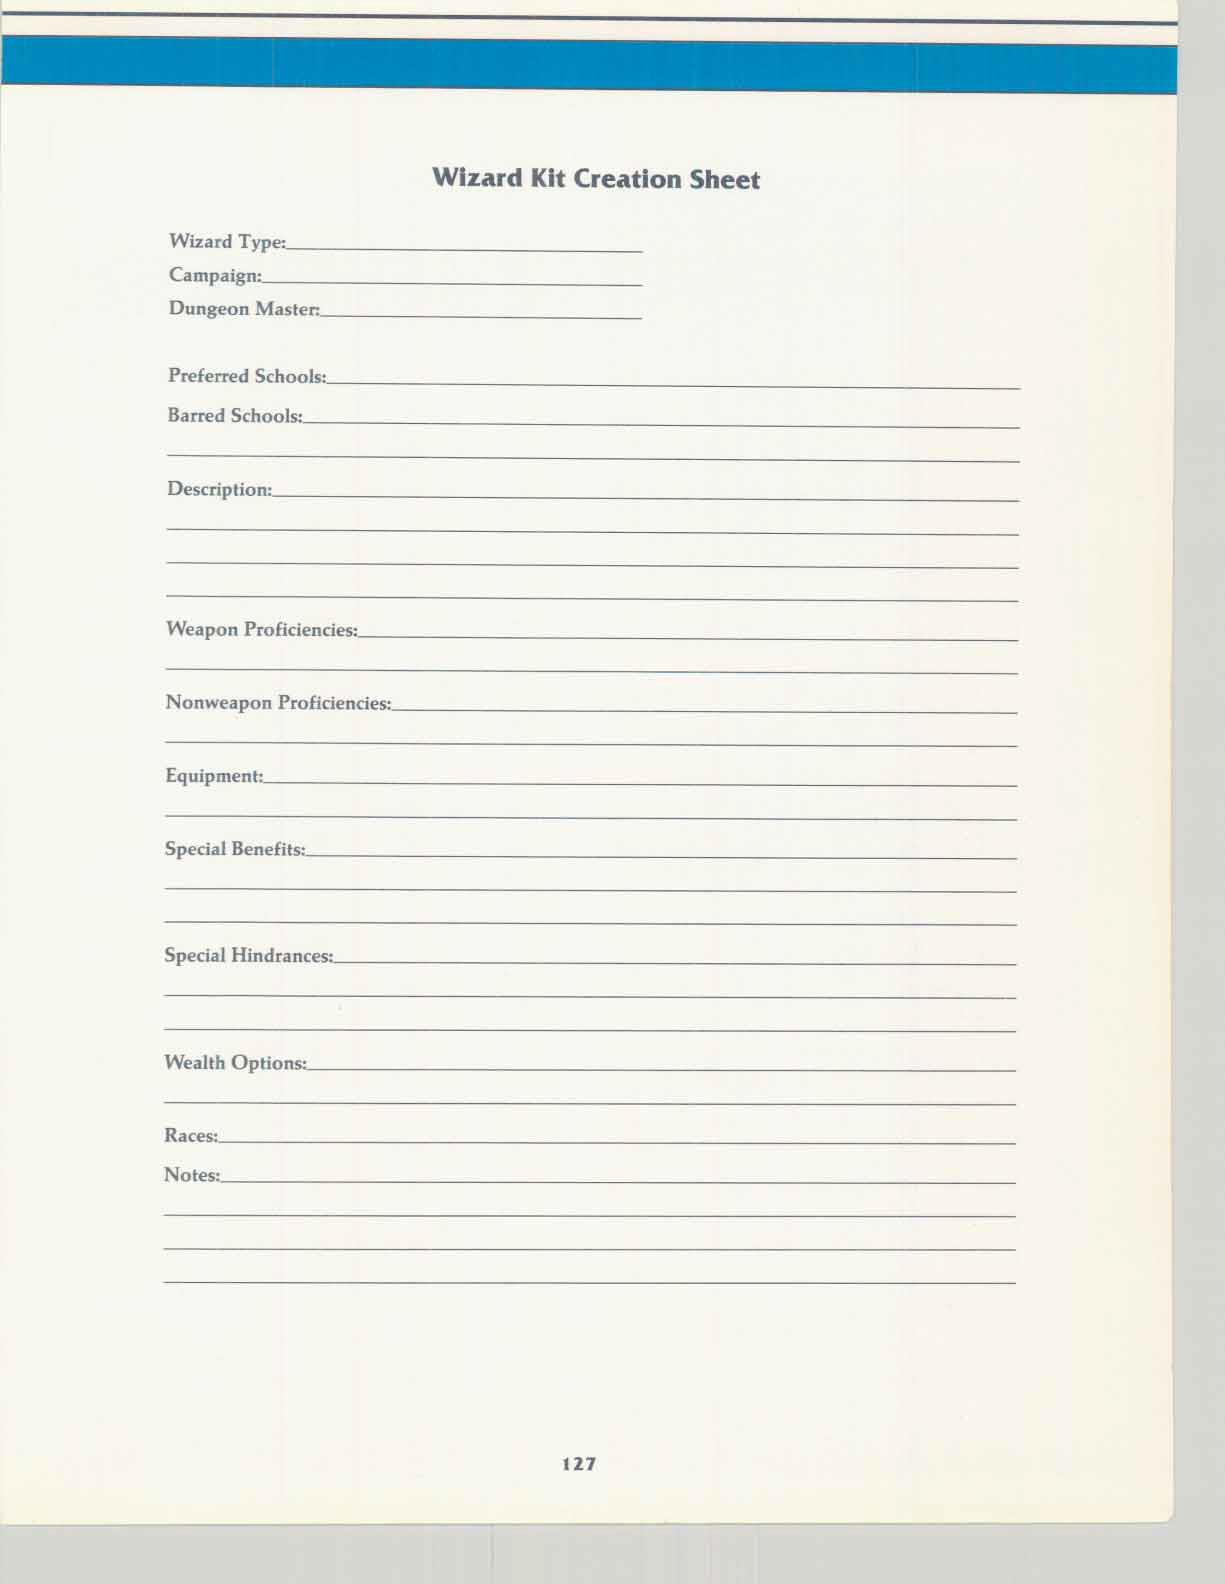 Wizard Kit Creation Sheet
Wizard Type:
Campaign:
Dungeon Master:
Preferred Schools:
Barred Schools:
Description:
Weapon Proficiencies:
Nonweapon Proficiencies:
Equipment:
Special Benefits:
Special Hindrances:
Wealth Options:
Races:
Notes:
127